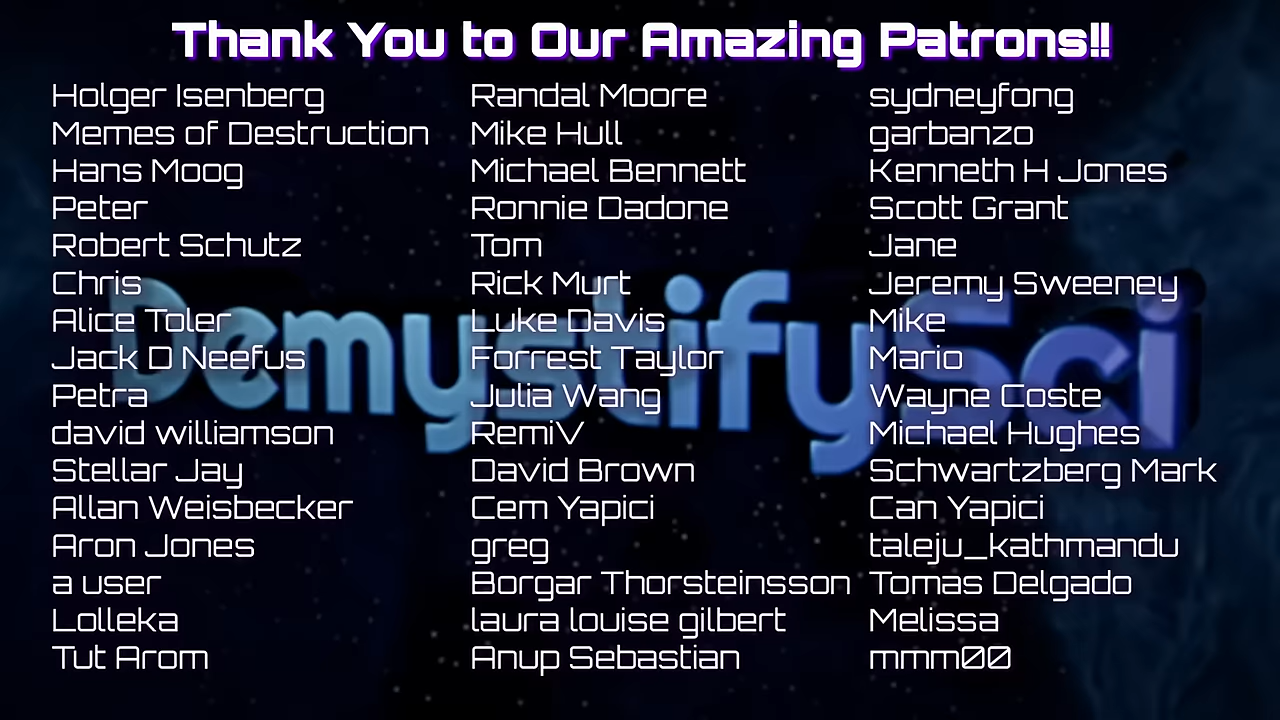 Thank You to Our Amazing Patrons!!
Holger Isenberg
Memes of Destruction
Hans Moog
Peter
Robert Schutz
Chris
Alice Toler
Jack D Neefus
Petra
david williamson
Stellar Jay
Allan Weisbecker
Aron Jones
a user
Lolleka
Tut Arom
Randal Moore
Mike Hull
Michael Bennett
Ronnie Dadone
Tom
Rick Murt
Luke Davis
Forrest Taylor
Julia Wang
RemiV
David Brown
Cem Yapici
greg
Borgar Thorsteinsson
laura louise gilbert
Anup Sebastian
sydneyfong
garbanzo
Kenneth H Jones
Scott Grant
Jane
Jeremy Sweeney
Mike
Mario
Wayne Coste
Michael Hughes
Schwartzberg Mark
Can Yapici
taleju_kathmandu
Tomas Delgado
Melissa
mmm00
DemystifySci